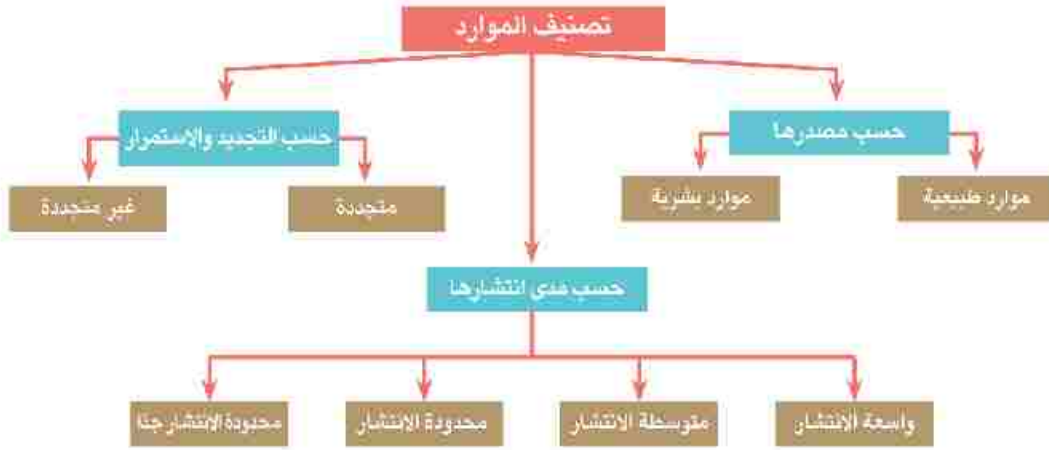 تصنيف الموارد
حسب مصدرها
حسب التجديد والاستمرار
موارد طبيعية
موارد بشرية
متجددة
غير متجددة
حسب مدى انتشارها
واسعة الانتشار
متوسطة الانتشار
محدودة الانتشار
محدودة الانتشار جدًا